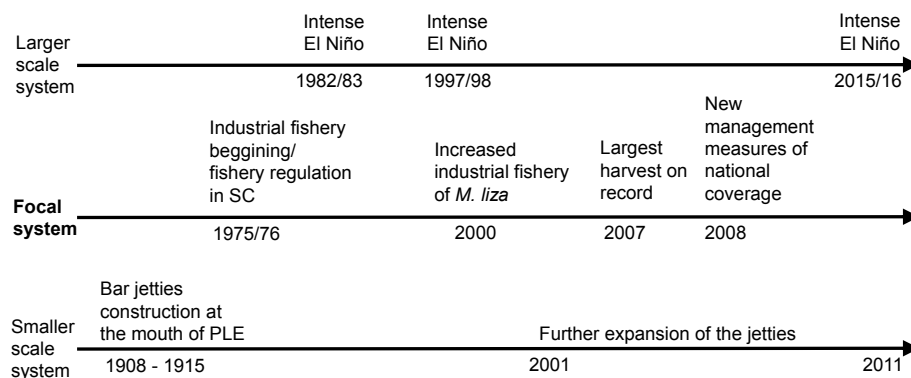 Larger
scale
system
Intense
El Niño
1982/83
Intense
El Niño
1997/98
Intense
El Niño
2015/16
Focal
system
Industrial fishery
beggining/
fishery regulation
in SC
1975/76
Increased
industrial fishery
of M. liza
2000
Largest
harvest on
record
2007
New
management
measures of
national
coverage
2008
Smaller
scale
system
Bar jetties
construction at
the mouth of PLE
1908 - 1915
Further expansion of the jetties
2001
2011